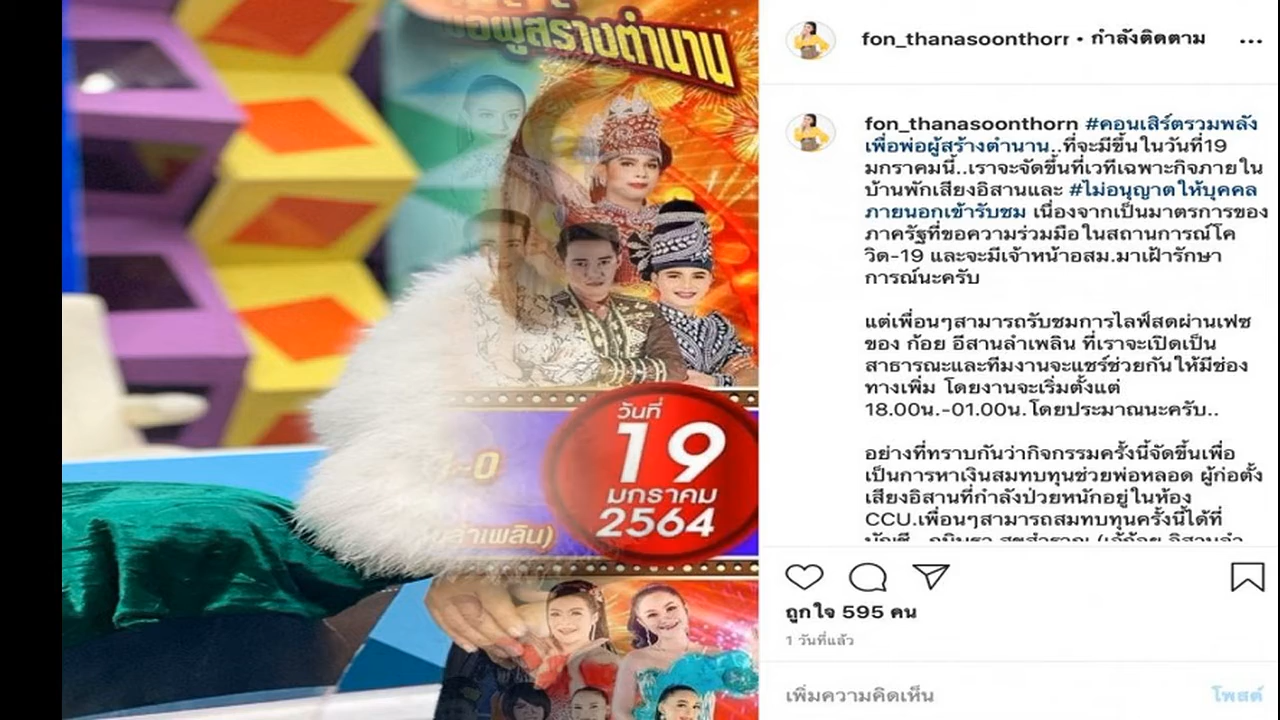 ผู้สร้างตำนาน
วันที่
19
มกราคม
2564
ลำเพลิน)
fon_thanasoonthorr • กำลังติดตาม
fon_thanasoonthorn #คอนเสิร์ตรวมพลัง
เพื่อพ่อผู้สร้างตำนาน..ที่จะมีขึ้นในวันที่19
มกราคมนี้..เราจะจัดขึ้นที่เวทีเฉพาะกิจภายใน
บ้านพักเสียงอิสานและ #ไม่อนุญาตให้บุคคล
ภายนอกเข้ารับชม เนื่องจากเป็นมาตรการของ
ภาครัฐที่ขอความร่วมมือในสถานการณ์โค
วิด-19 และจะมีเจ้าหน้าอสม.มาเฝ้ารักษา
การณ์นะครับ
แต่เพื่อนๆสามารถรับชมการไลฟ์สดผ่านเฟซ
ของ ก้อย อีสานลำเพลิน ที่เราจะเปิดเป็น
สาธารณะและทีมงานจะแชร์ช่วยกันให้มีช่อง
ทางเพิ่ม โดยงานจะเริ่มตั้งแต่
18.00น.-01.00น.โดยประมาณนะครับ..
อย่างที่ทราบกันว่ากิจกรรมครั้งนี้จัดขึ้นเพื่อ
เป็นการหาเงินสมทบทุนช่วยพ่อหลอด ผู้ก่อตั้ง
เสียงอิสานที่กำลังป่วยหนักอยู่ในห้อง
CCU.เพื่อนๆสามารถสมทบทุนครั้งนี้ได้ที่
ถูกใจ 595 คน
1 วันที่แล้ว
เพิ่มความคิดเห็น
โพสต์